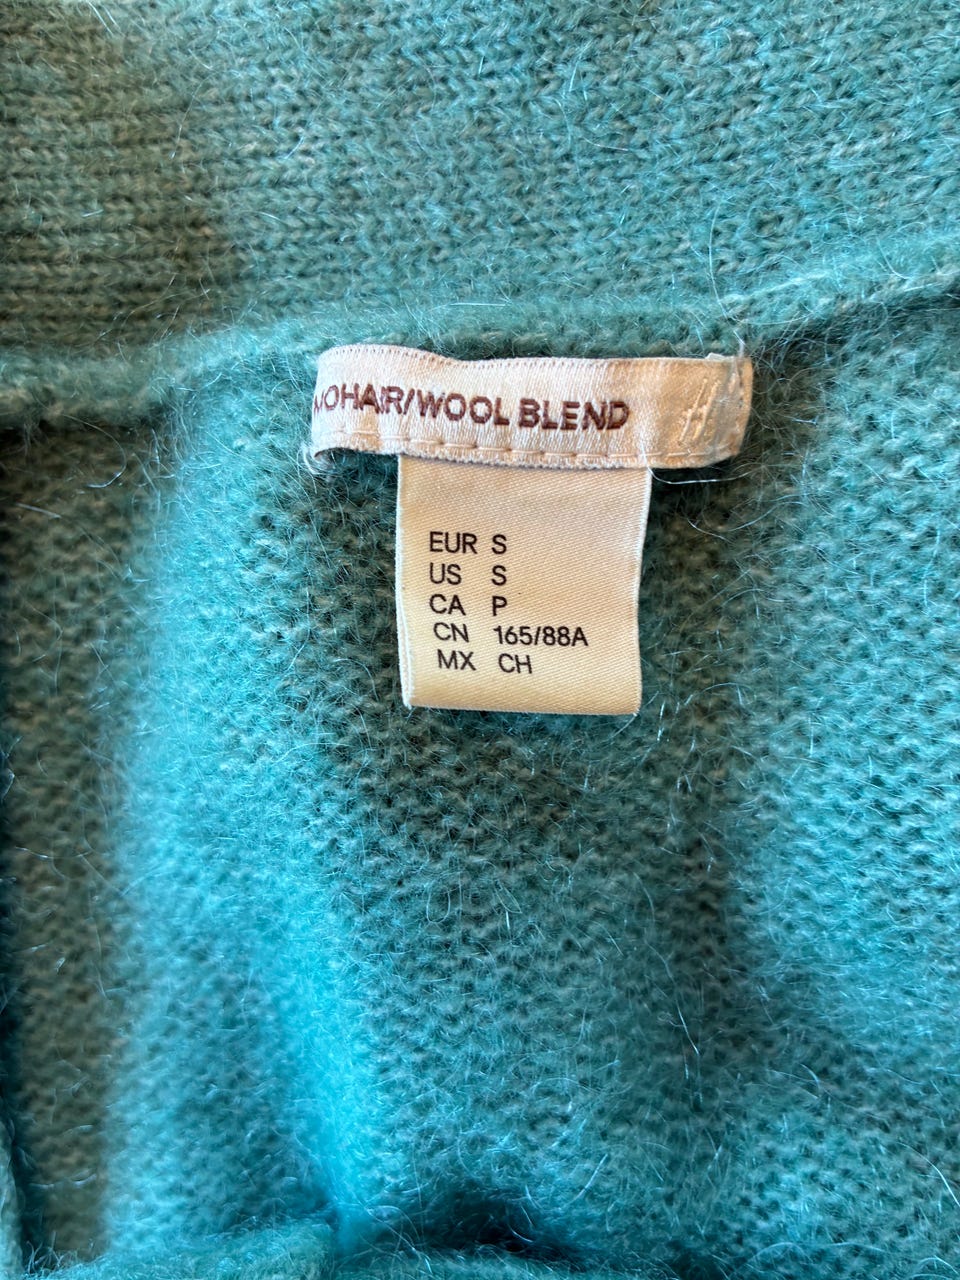 MOHAIR/WOOL BLEND
EUR S
US S
CA P
CN 165/88A
MX CH